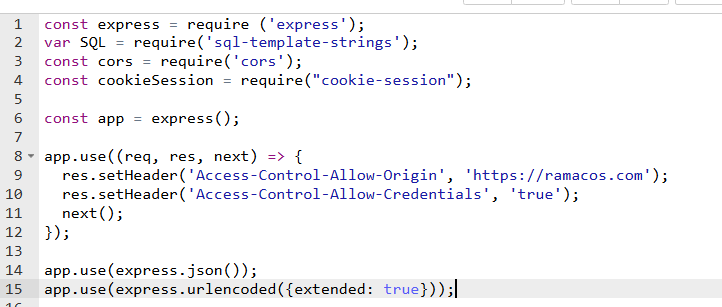 1 const express = require ('express');
2 var SQL = require('sql-template-strings');
3 const cors = require('cors');
4 const cookieSession = require("cookie-session");
5
6 const app = express();
7
8 app.use((req, res, next) => {
9 res.setHeader('Access-Control-Allow-Origin', 'https://ramacos.com');
10 res.setHeader('Access-Control-Allow-Credentials', 'true');
11 next();
12 });
13
14 app.use(express.json());
15 app.use(express.urlencoded({extended: true}));